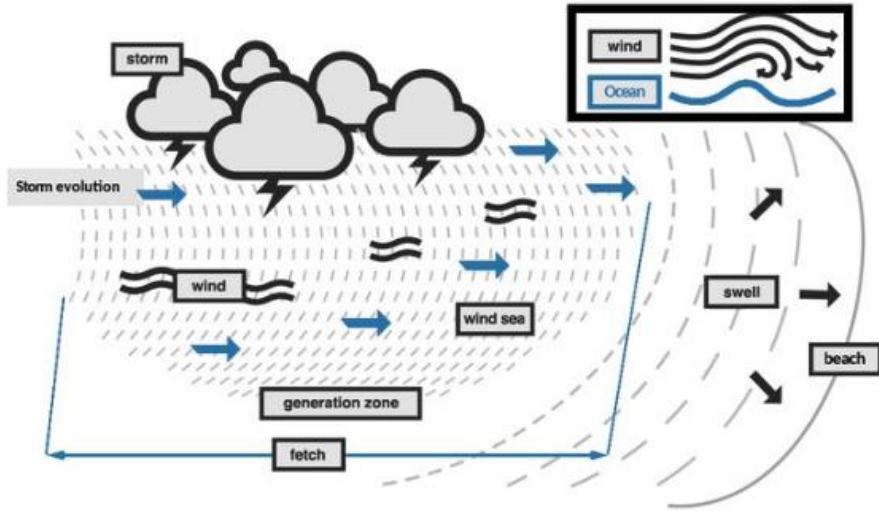 storm
wind
Ocean
Storm evolution
wind
wind sea
swell
beach
generation zone
fetch